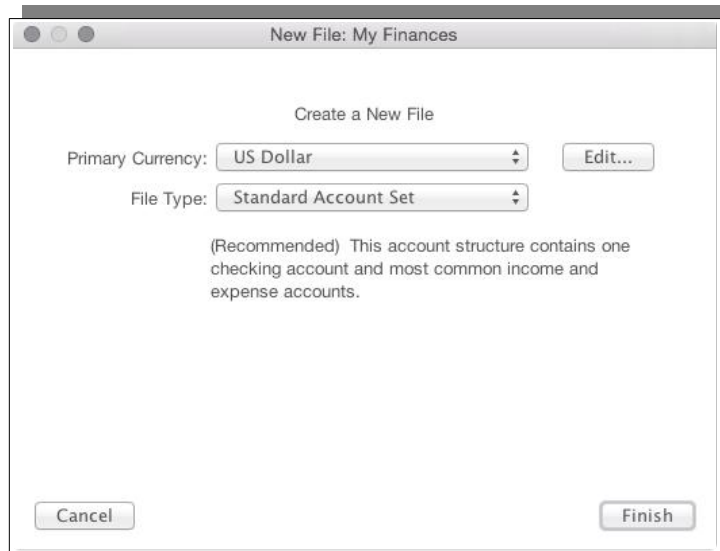 New File: My Finances
Create a New File
Primary Currency: US Dollar Edit...
File Type: Standard Account Set
(Recommended) This account structure contains one
checking account and most common income and
expense accounts.
Cancel Finish